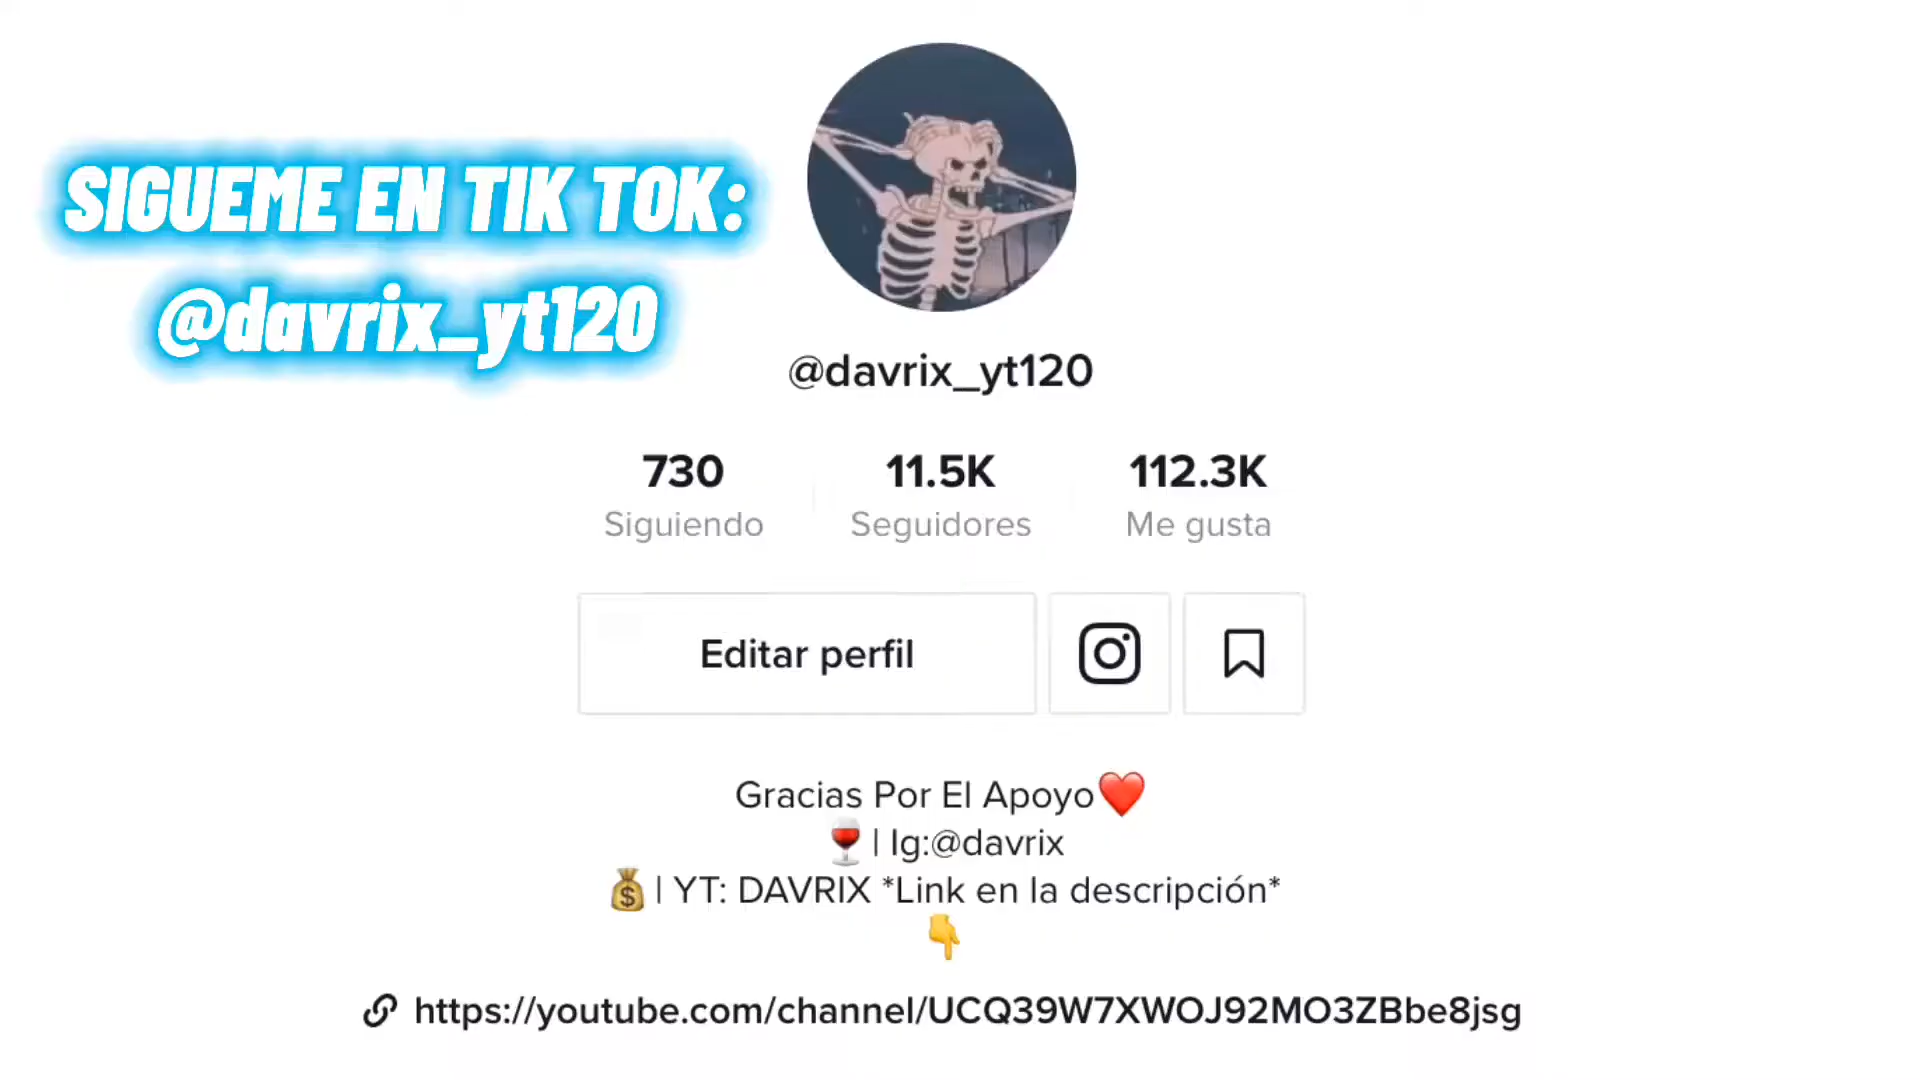 SIGUEME EN TIK TOK:
@davrix_yt120
@davrix_yt120
730
Siguiendo
11.5K
Seguidores
112.3K
Me gusta
Editar perfil
Gracias Por El Apoyo❤️
🍷| Ig:@davrix
💰| YT: DAVRIX *Link en la descripción*
👇
https://youtube.com/channel/UCQ39W7XWOJ92MO3ZBbe8jsg